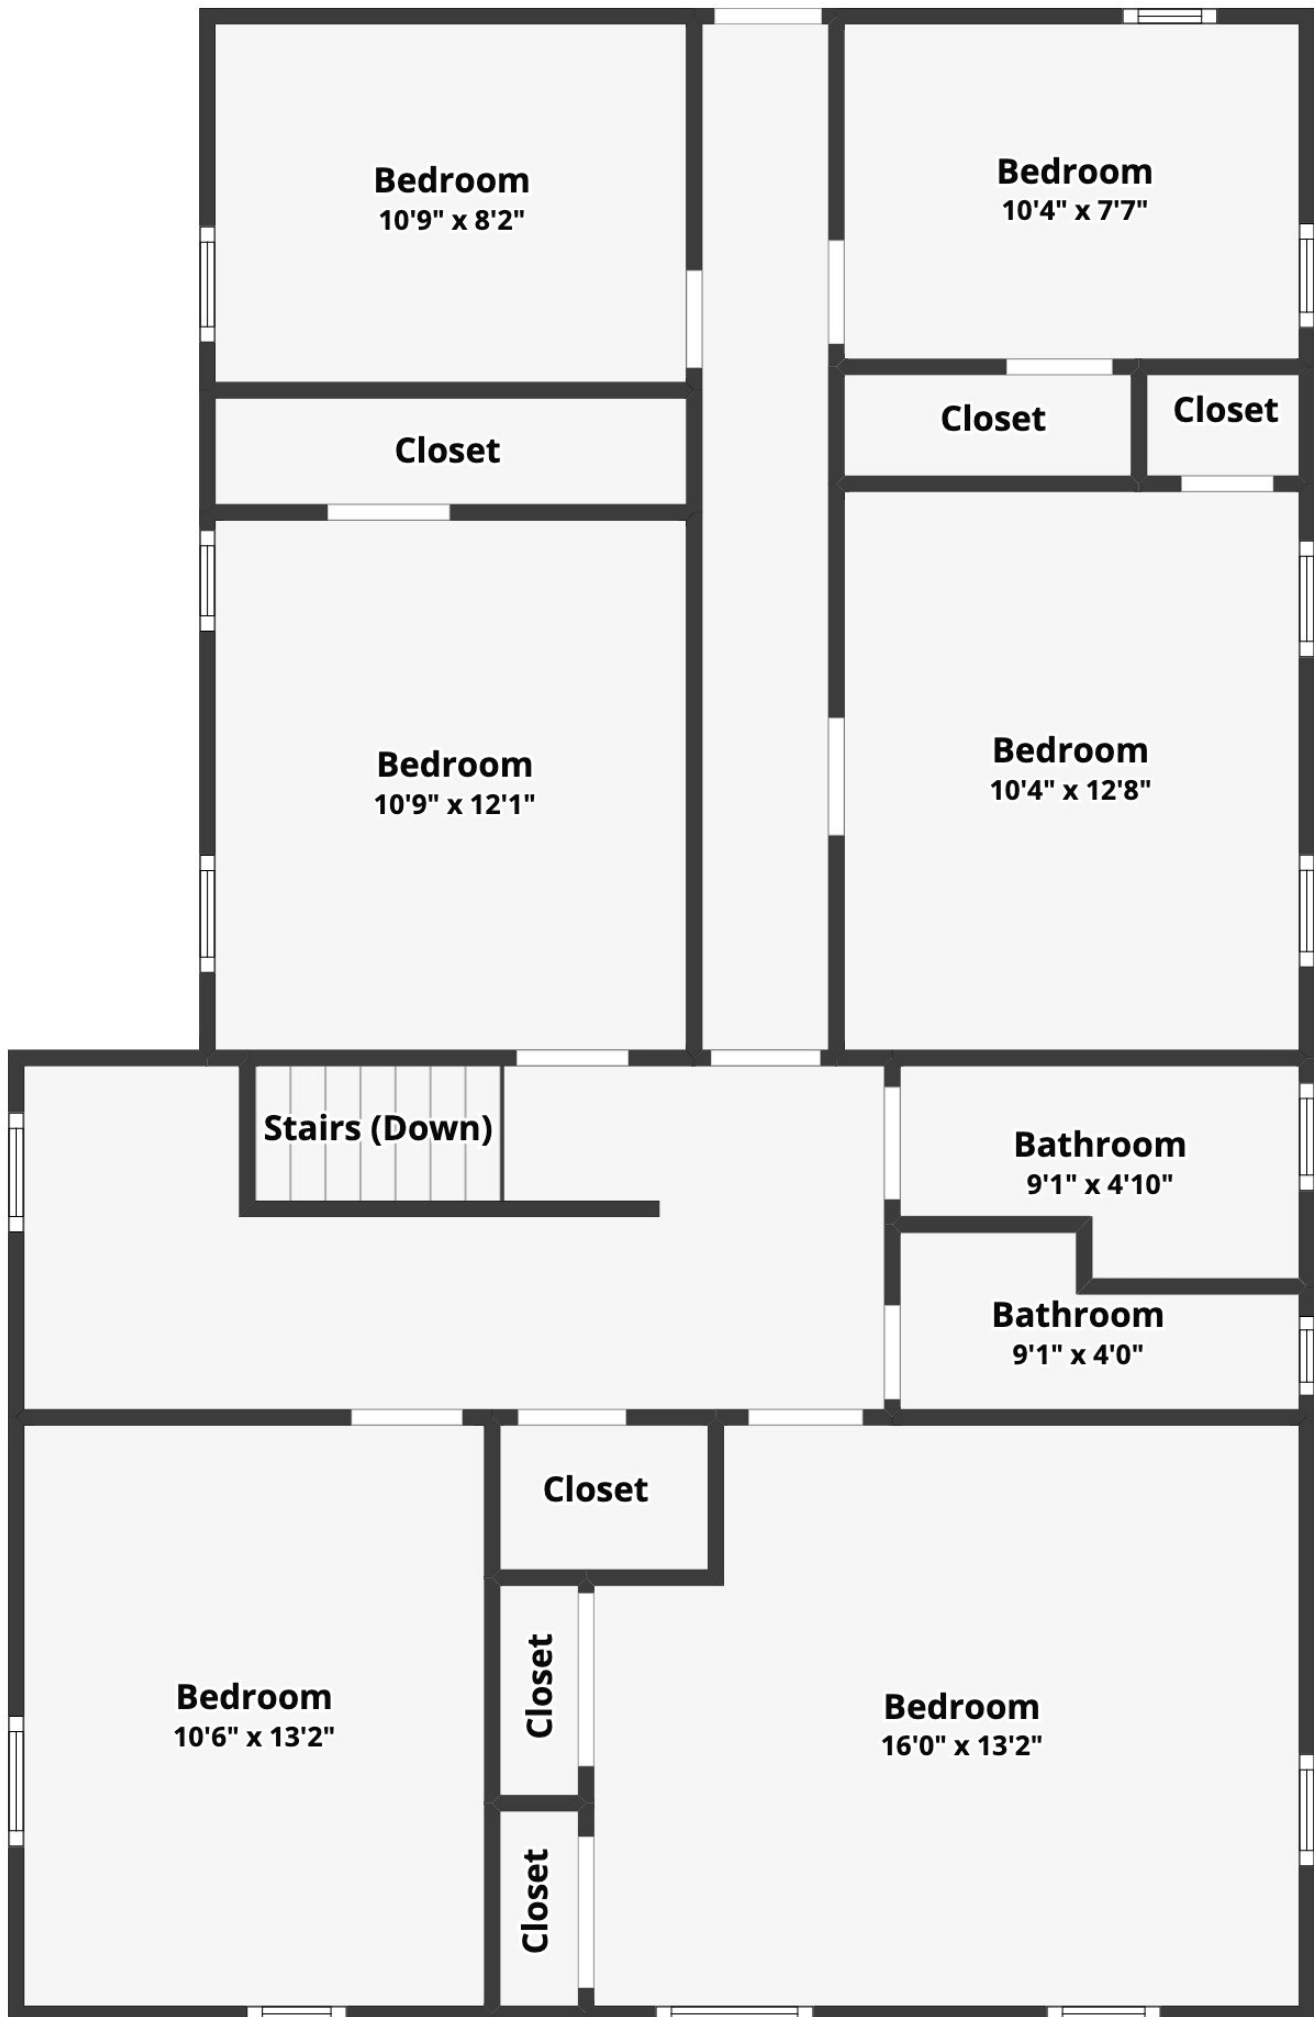 Bedroom
10'9" x 8'2"
Bedroom
10'4" x 7'7"
Closet
Closet
Closet
Bedroom
10'9" x 12'1"
Bedroom
10'4" x 12'8"
Stairs (Down)
Bathroom
9'1" x 4'10"
Bathroom
9'1" x 4'0"
Closet
Closet
Bedroom
10'6" x 13'2"
Bedroom
16'0" x 13'2"
Closet